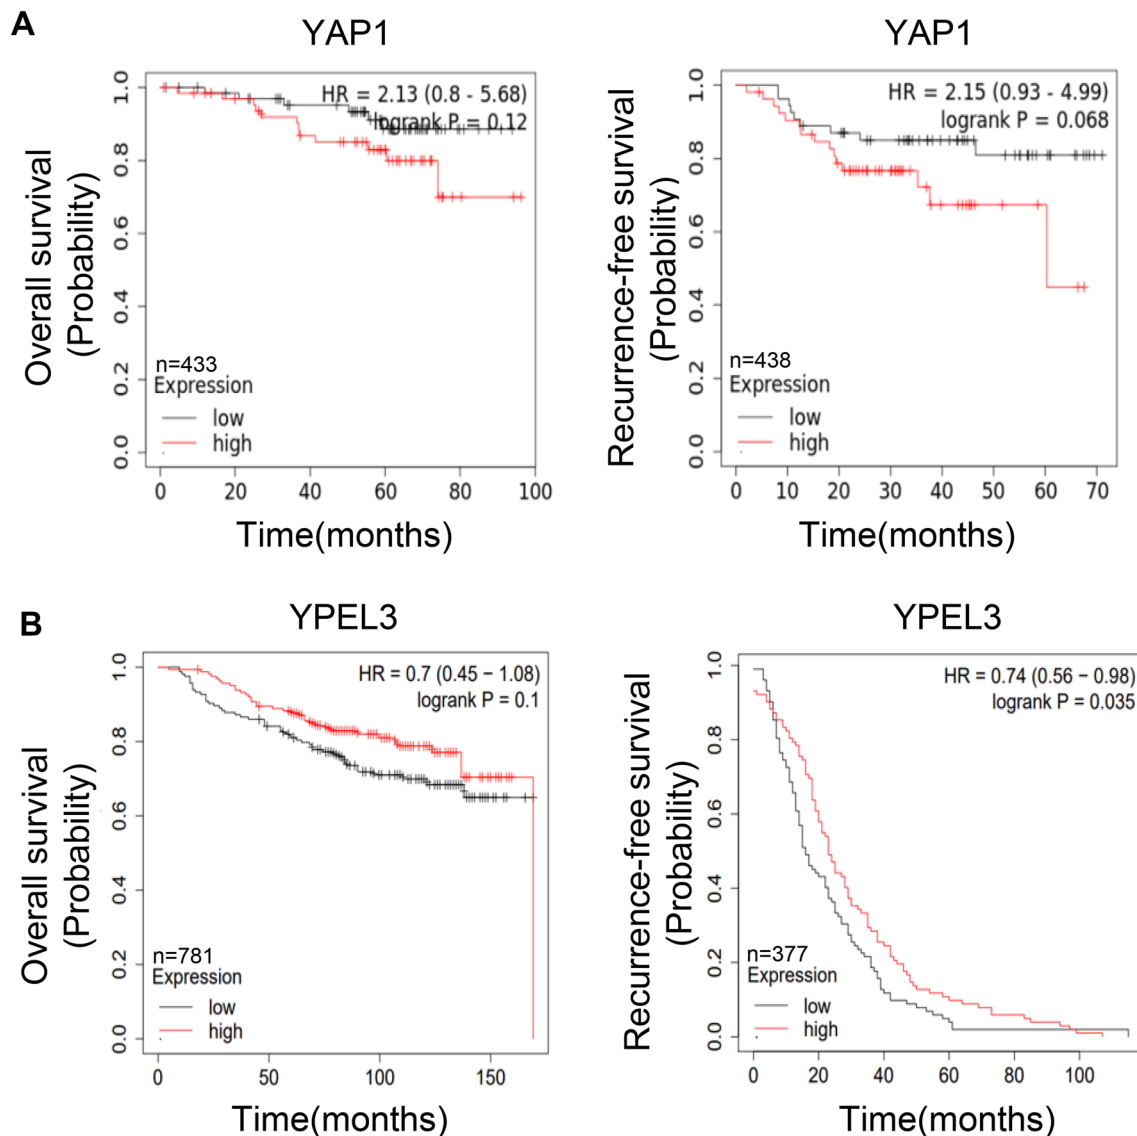 A
YAP1
Overall survival
(Probability)
1.0
0.8
0.6
0.4
0.2
0.0
HR = 2.13 (0.8 - 5.68)
logrank P = 0.12
n=433
Expression
low
high
0 20 40 60 80 100
Time(months)
YAP1
Recurrence-free survival
(Probability)
1.0
0.8
0.6
0.4
0.2
0.0
HR = 2.15 (0.93 - 4.99)
logrank P = 0.068
n=438
Expression
low
high
0 10 20 30 40 50 60 70
Time(months)
B
YPEL3
Overall survival
(Probability)
1.0
0.8
0.6
0.4
0.2
0.0
HR = 0.7 (0.45 − 1.08)
logrank P = 0.1
n=781
Expression
low
high
0 50 100 150
Time(months)
YPEL3
Recurrence-free survival
(Probability)
1.0
0.8
0.6
0.4
0.2
0.0
HR = 0.74 (0.56 − 0.98)
logrank P = 0.035
n=377
Expression
low
high
0 20 40 60 80 100
Time(months)